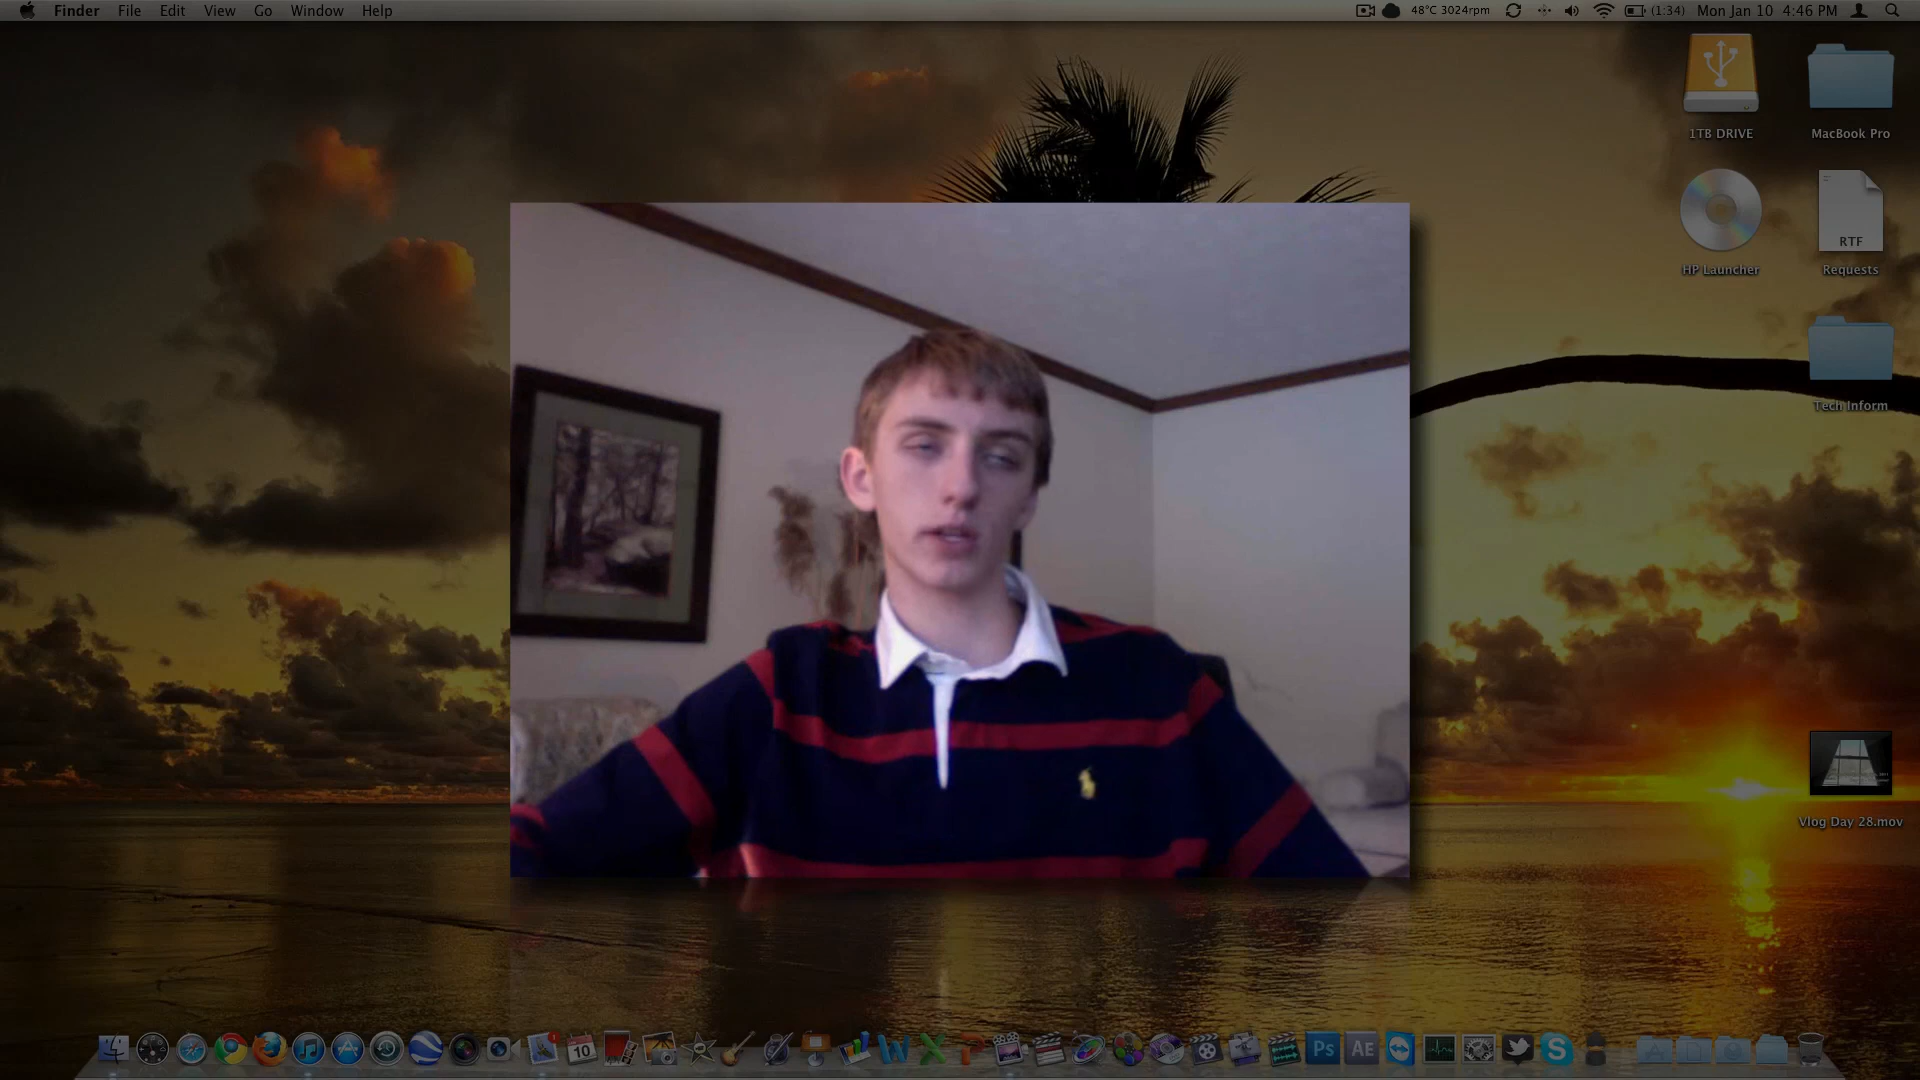 Finder File Edit View Go Window Help 48°C 3024rpm (1:34) Mon Jan 10 4:46 PM
1TB DRIVE MacBook Pro
RTF
HP Launcher Requests
Tech Inform
Vlog Day 28.mov
10 Ps AE